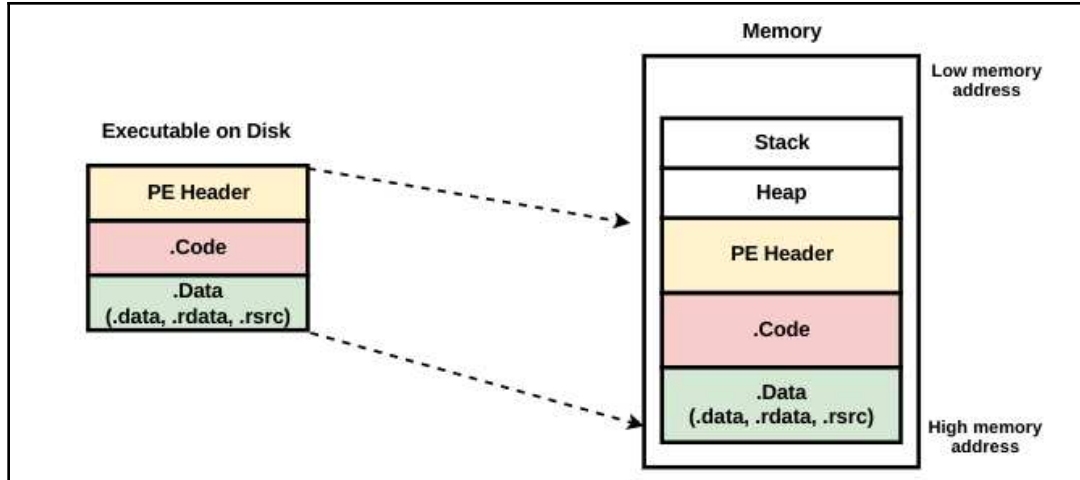 Memory
Low memory
address
Executable on Disk
PE Header
.Code
.Data
(.data, .rdata, .rsrc)
Stack
Heap
PE Header
.Code
.Data
(.data, .rdata, .rsrc)
High memory
address